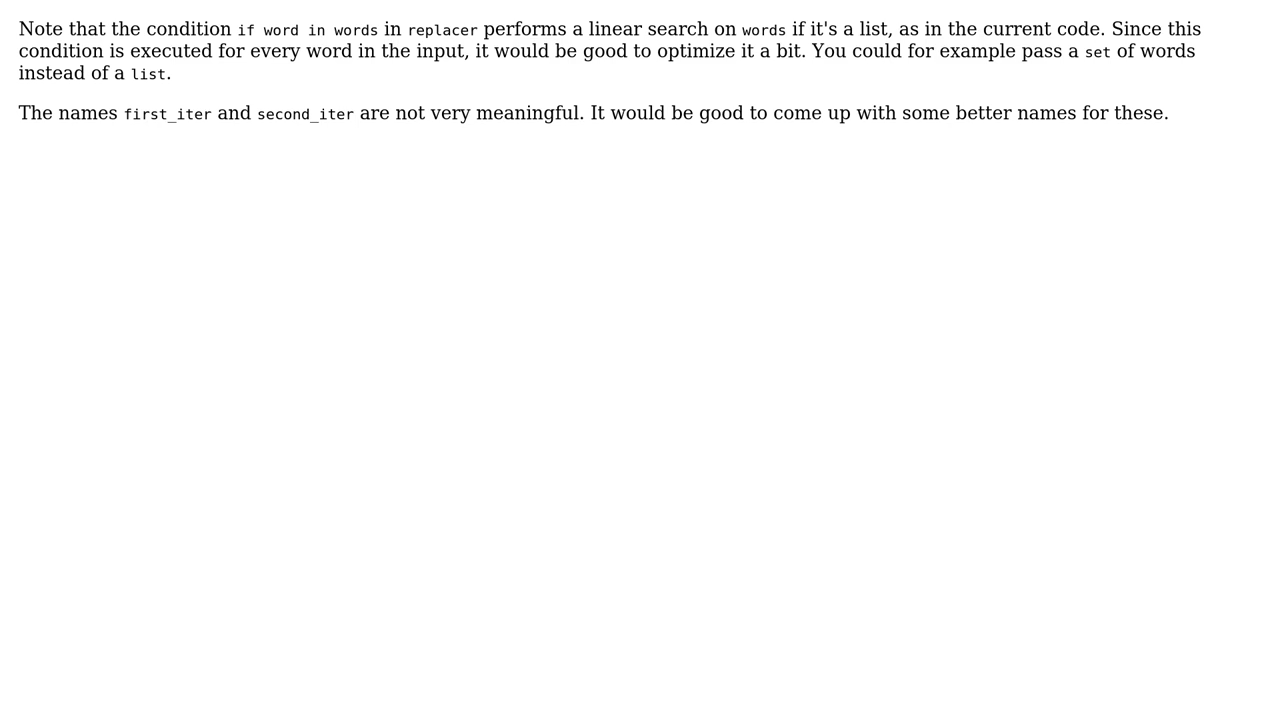 Note that the condition if word in words in replacer performs a linear search on words if it's a list, as in the current code. Since this
condition is executed for every word in the input, it would be good to optimize it a bit. You could for example pass a set of words
instead of a list.
The names first_iter and second_iter are not very meaningful. It would be good to come up with some better names for these.